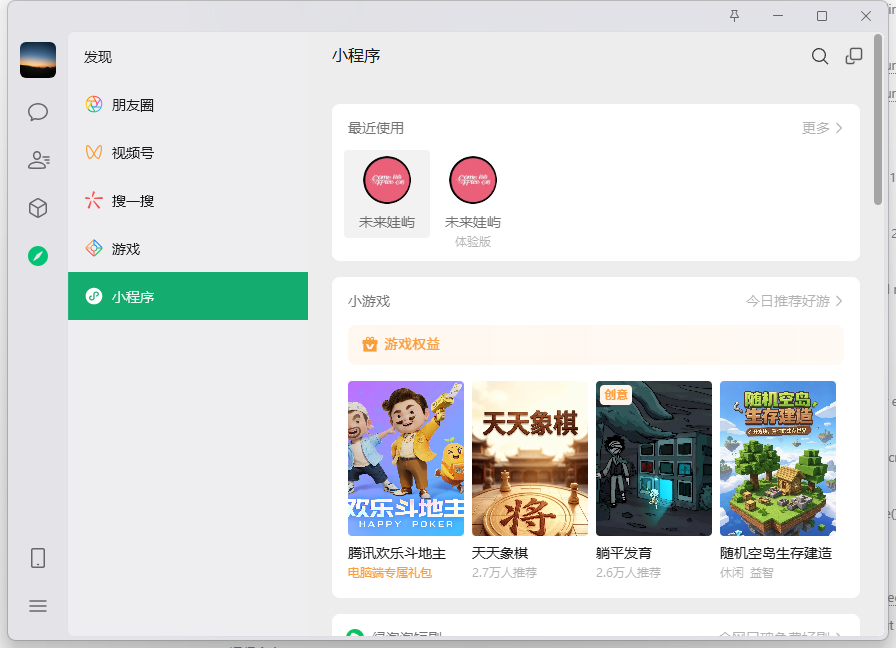 发现
朋友圈
视频号
搜一搜
游戏
小程序
小程序
最近使用
更多
未来娃屿
未来娃屿
体验版
小游戏
今日推荐好游
游戏权益
欢乐斗地主
HAPPY POKER
腾讯欢乐斗地主
电脑端专属礼包
天天象棋
将
天天象棋
2.7万人推荐
创意
躺平发育
2.6万人推荐
随机空岛
生存建造
随机空岛生存建造
休闲 益智